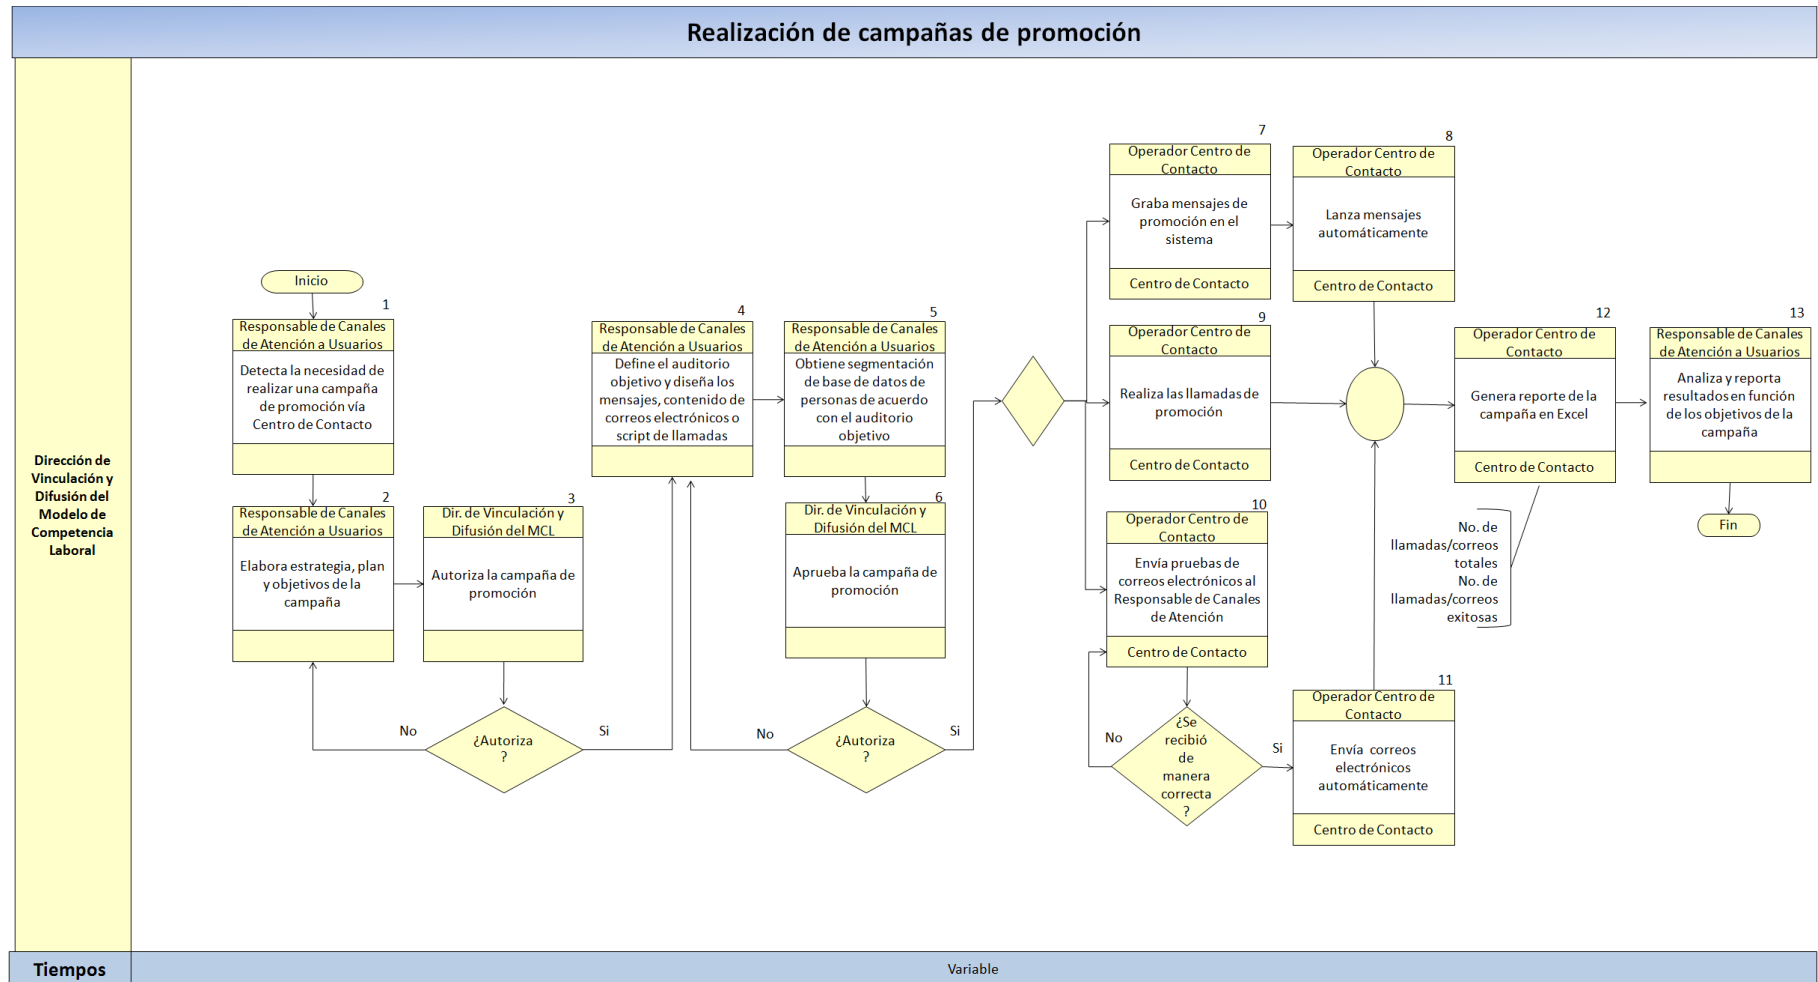 Realización de campañas de promoción
Dirección de
Vinculación y
Difusión del
Modelo de
Competencia
Laboral
Inicio
1
Responsable de Canales
de Atención a Usuarios
Detecta la necesidad de
realizar una campaña
de promoción vía
Centro de Contacto
2
Responsable de Canales
de Atención a Usuarios
Elabora estrategia, plan
y objetivos de la
campaña
3
Dir. de Vinculación y
Difusión del MCL
Autoriza la campaña de
promoción
No
¿Autoriza
?
Si
4
Responsable de Canales
de Atención a Usuarios
Define el auditorio
objetivo y diseña los
mensajes, contenido de
correos electrónicos o
script de llamadas
5
Responsable de Canales
de Atención a Usuarios
Obtiene segmentación
de base de datos de
personas de acuerdo
con el auditorio
objetivo
6
Dir. de Vinculación y
Difusión del MCL
Aprueba la campaña de
promoción
No
¿Autoriza
?
Si
7
Operador Centro de
Contacto
Graba mensajes de
promoción en el
sistema
Centro de Contacto
8
Operador Centro de
Contacto
Lanza mensajes
automáticamente
Centro de Contacto
9
Operador Centro de
Contacto
Realiza las llamadas de
promoción
Centro de Contacto
10
Operador Centro de
Contacto
Envía pruebas de
correos electrónicos al
Responsable de Canales
de Atención
Centro de Contacto
No
¿Se
recibió
de
manera
correcta
?
Si
11
Operador Centro de
Contacto
Envía correos
electrónicos
automáticamente
Centro de Contacto
12
Operador Centro de
Contacto
Genera reporte de la
campaña en Excel
Centro de Contacto
No. de
llamadas/correos
totales
No. de
llamadas/correos
exitosas
13
Responsable de Canales
de Atención a Usuarios
Analiza y reporta
resultados en función
de los objetivos de la
campaña
Fin
Tiempos
Variable